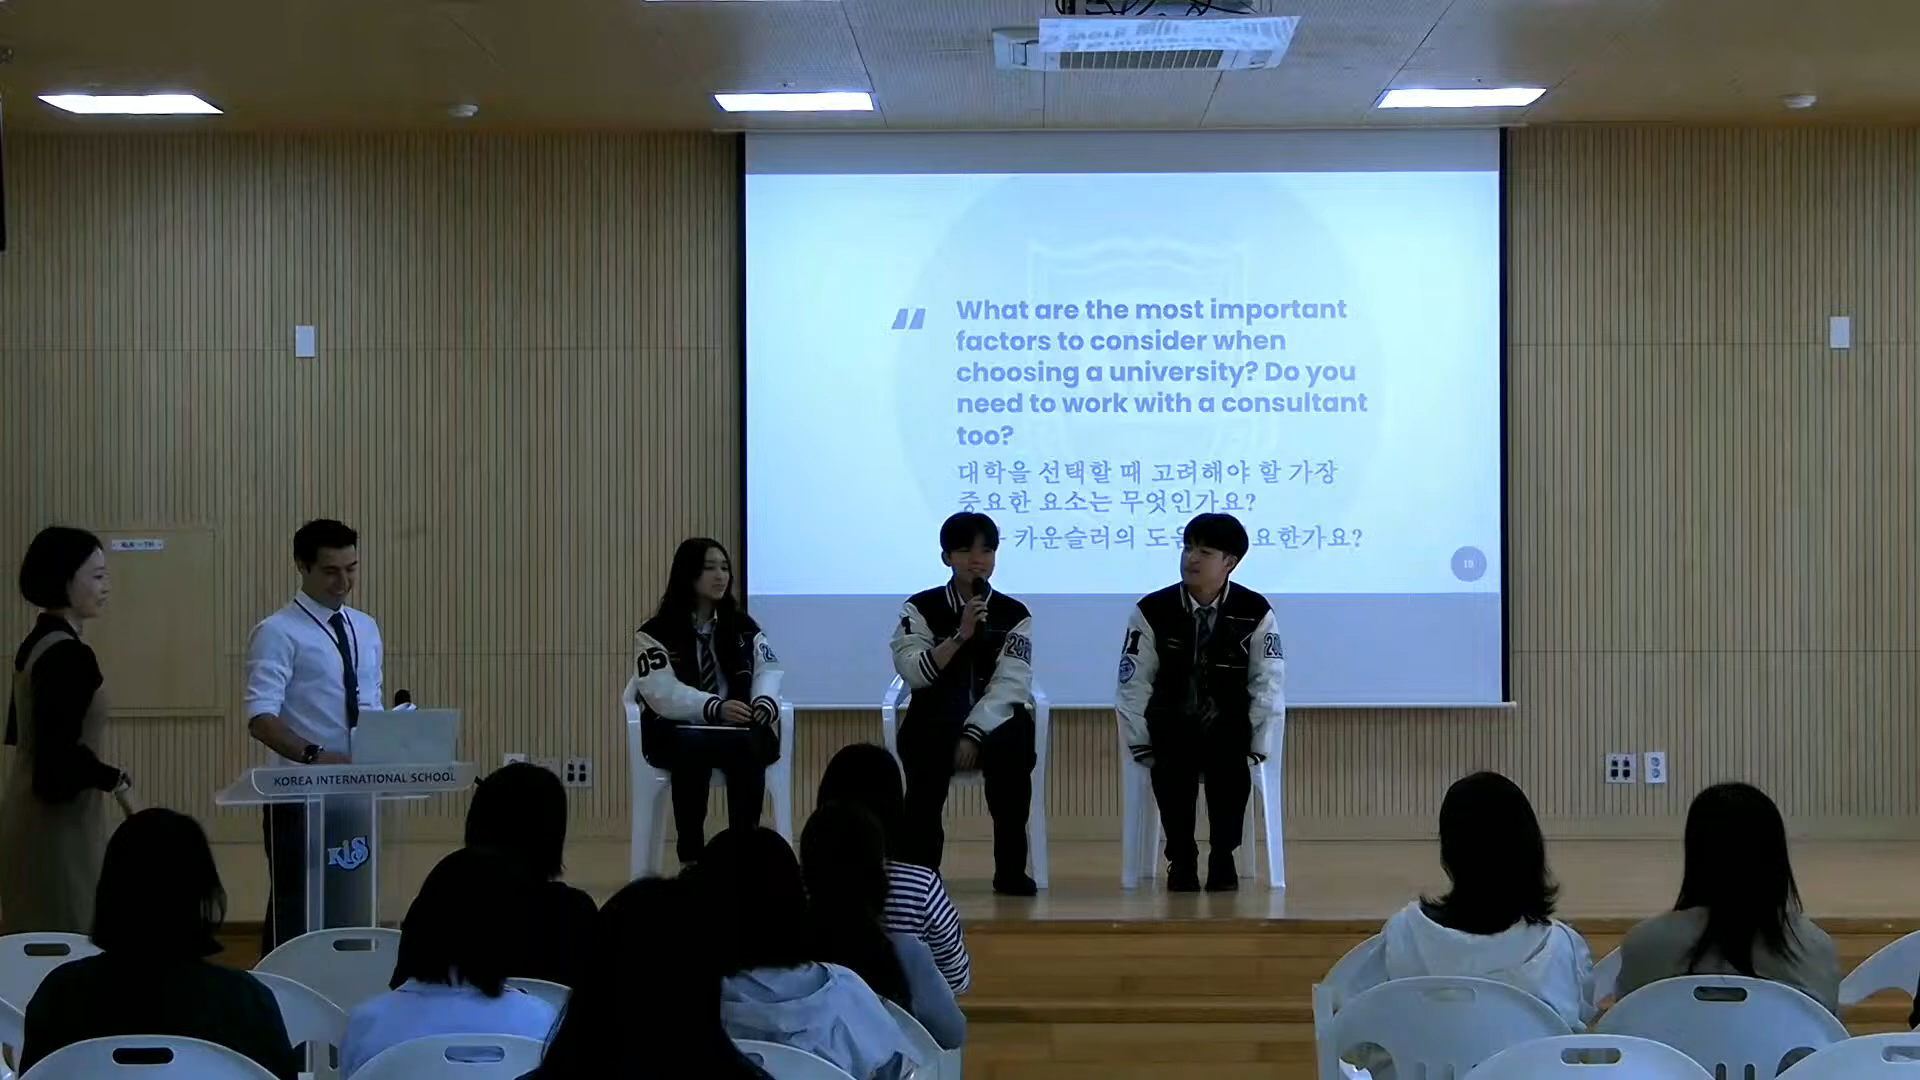 What are the most important
factors to consider when
choosing a university? Do you
need to work with a consultant
too?
대학을 선택할 때 고려해야 할 가장
중요한 요소는 무엇인가요?
카운슬러의 도움 요한가요?
05
1
1
KOREA INTERNATIONAL SCHOOL
KIS